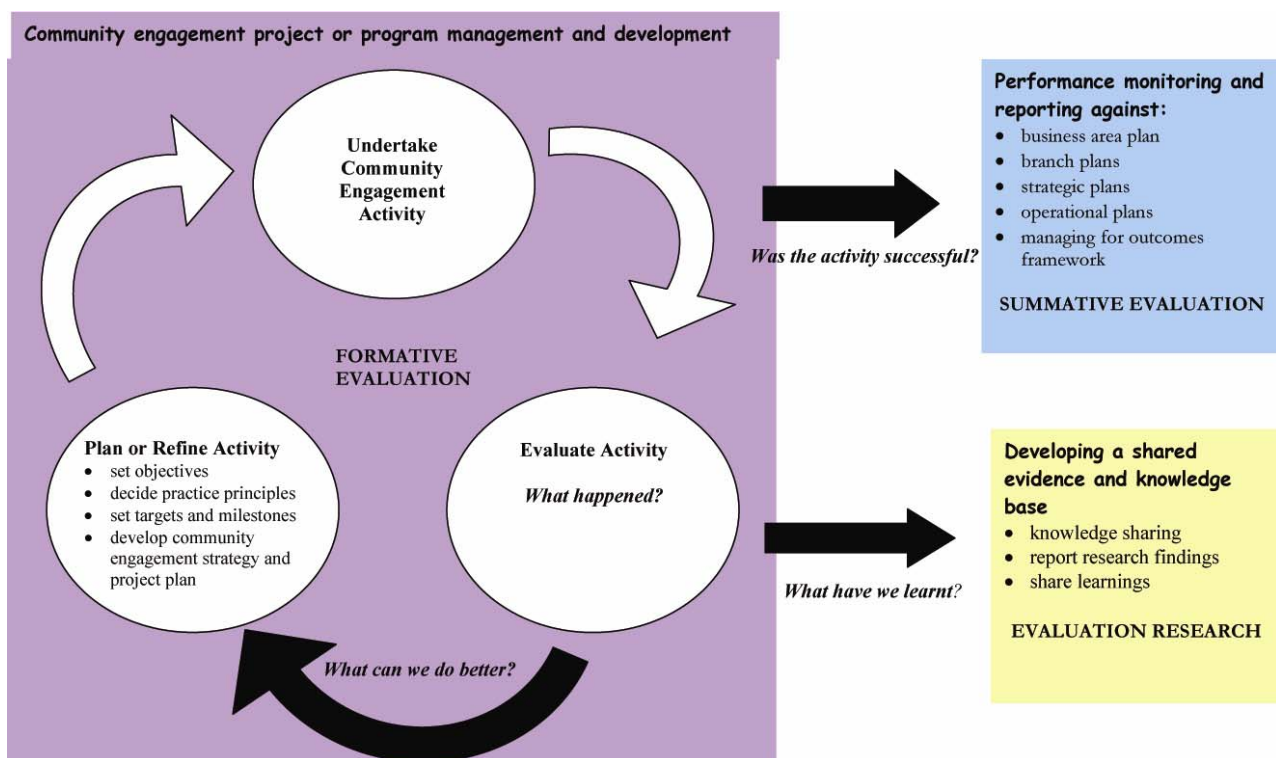 Community engagement project or program management and development
Undertake
Community
Engagement
Activity
FORMATIVE
EVALUATION
Plan or Refine Activity
• set objectives
• decide practice principles
• set targets and milestones
• develop community
engagement strategy and
project plan
Evaluate Activity
What happened?
What can we do better?
Was the activity successful?
Performance monitoring and
reporting against:
• business area plan
• branch plans
• strategic plans
• operational plans
• managing for outcomes
framework
SUMMATIVE EVALUATION
What have we learnt?
Developing a shared
evidence and knowledge
base
• knowledge sharing
• report research findings
• share learnings
EVALUATION RESEARCH